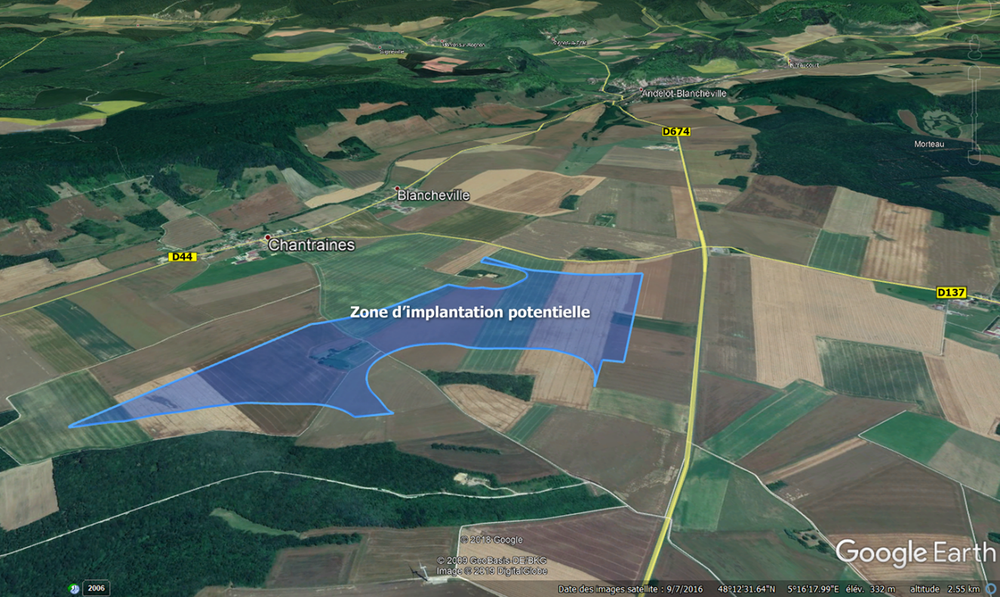 Andelot-Blancheville
D674
Morteau
Blancheville
Chantraines
D44
D137
Zone d’implantation potentielle
© 2018 Google
© 2009 GeoBasis-DE/BKG
Image © 2019 DigitalGlobe
Google Earth
2006
Date des images satellite : 9/7/2016 48°12'31.64"N 5°16'17.99"E élév. 332 m altitude 2.55 km